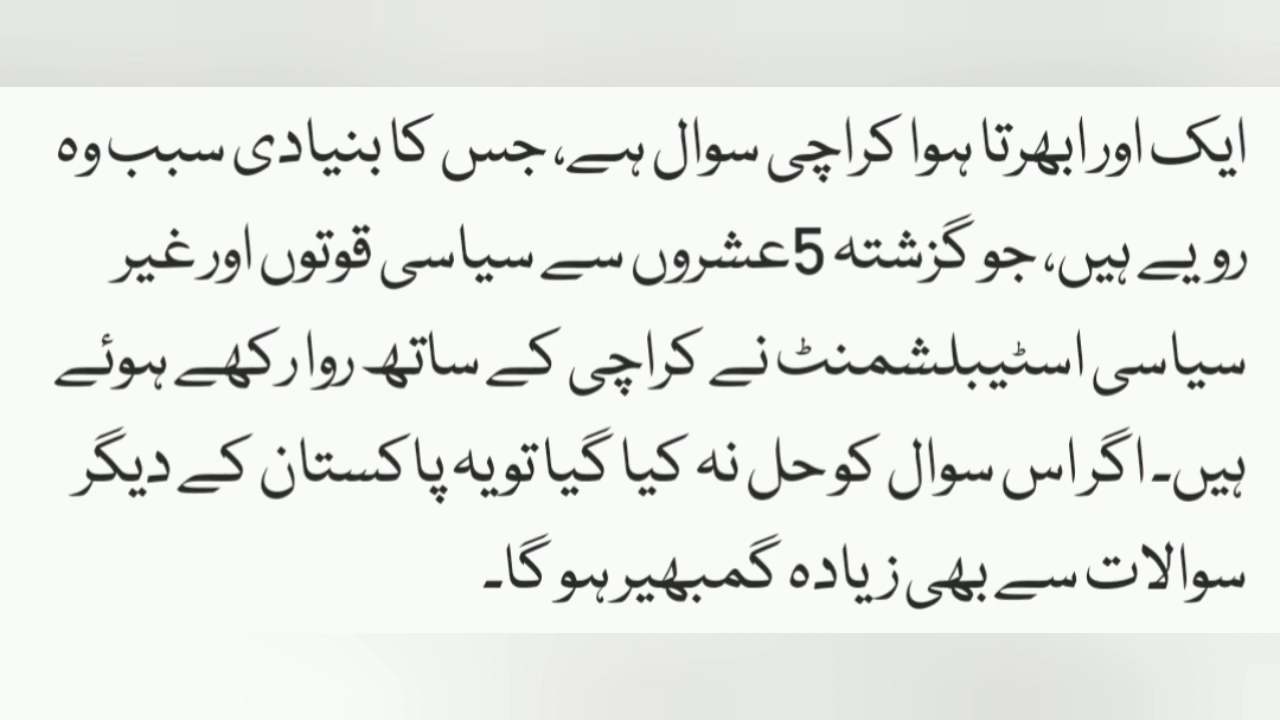 ایک اور ابھرتا ہوا کراچی سوال ہے، جس کا بنیادی سبب وہ
رویے ہیں، جو گزشتہ 5 عشروں سے سیاسی قوتوں اور غیر
سیاسی اسٹیبلشمنٹ نے کراچی کے ساتھ روا رکھے ہوئے
ہیں۔ اگر اس سوال کو حل نہ کیا گیا تو یہ پاکستان کے دیگر
سوالات سے بھی زیادہ گمبھیر ہو گا۔